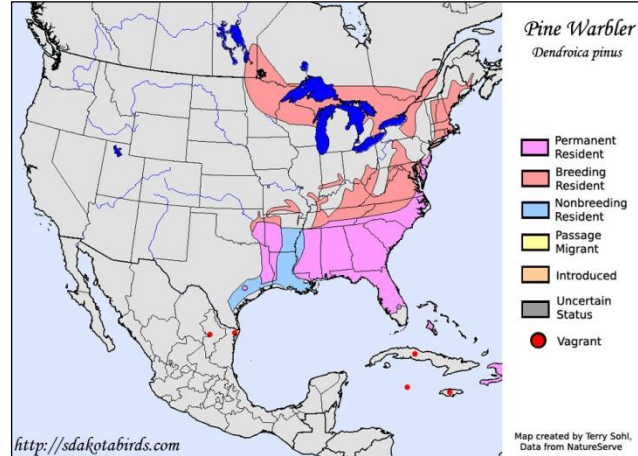 Pine Warbler
Dendroica pinus
Permanent
Resident
Breeding
Resident
Nonbreeding
Resident
Passage
Migrant
Introduced
Uncertain
Status
Vagrant
http://sdakotabirds.com
Map created by Terry Sohl,
Data from NatureServe